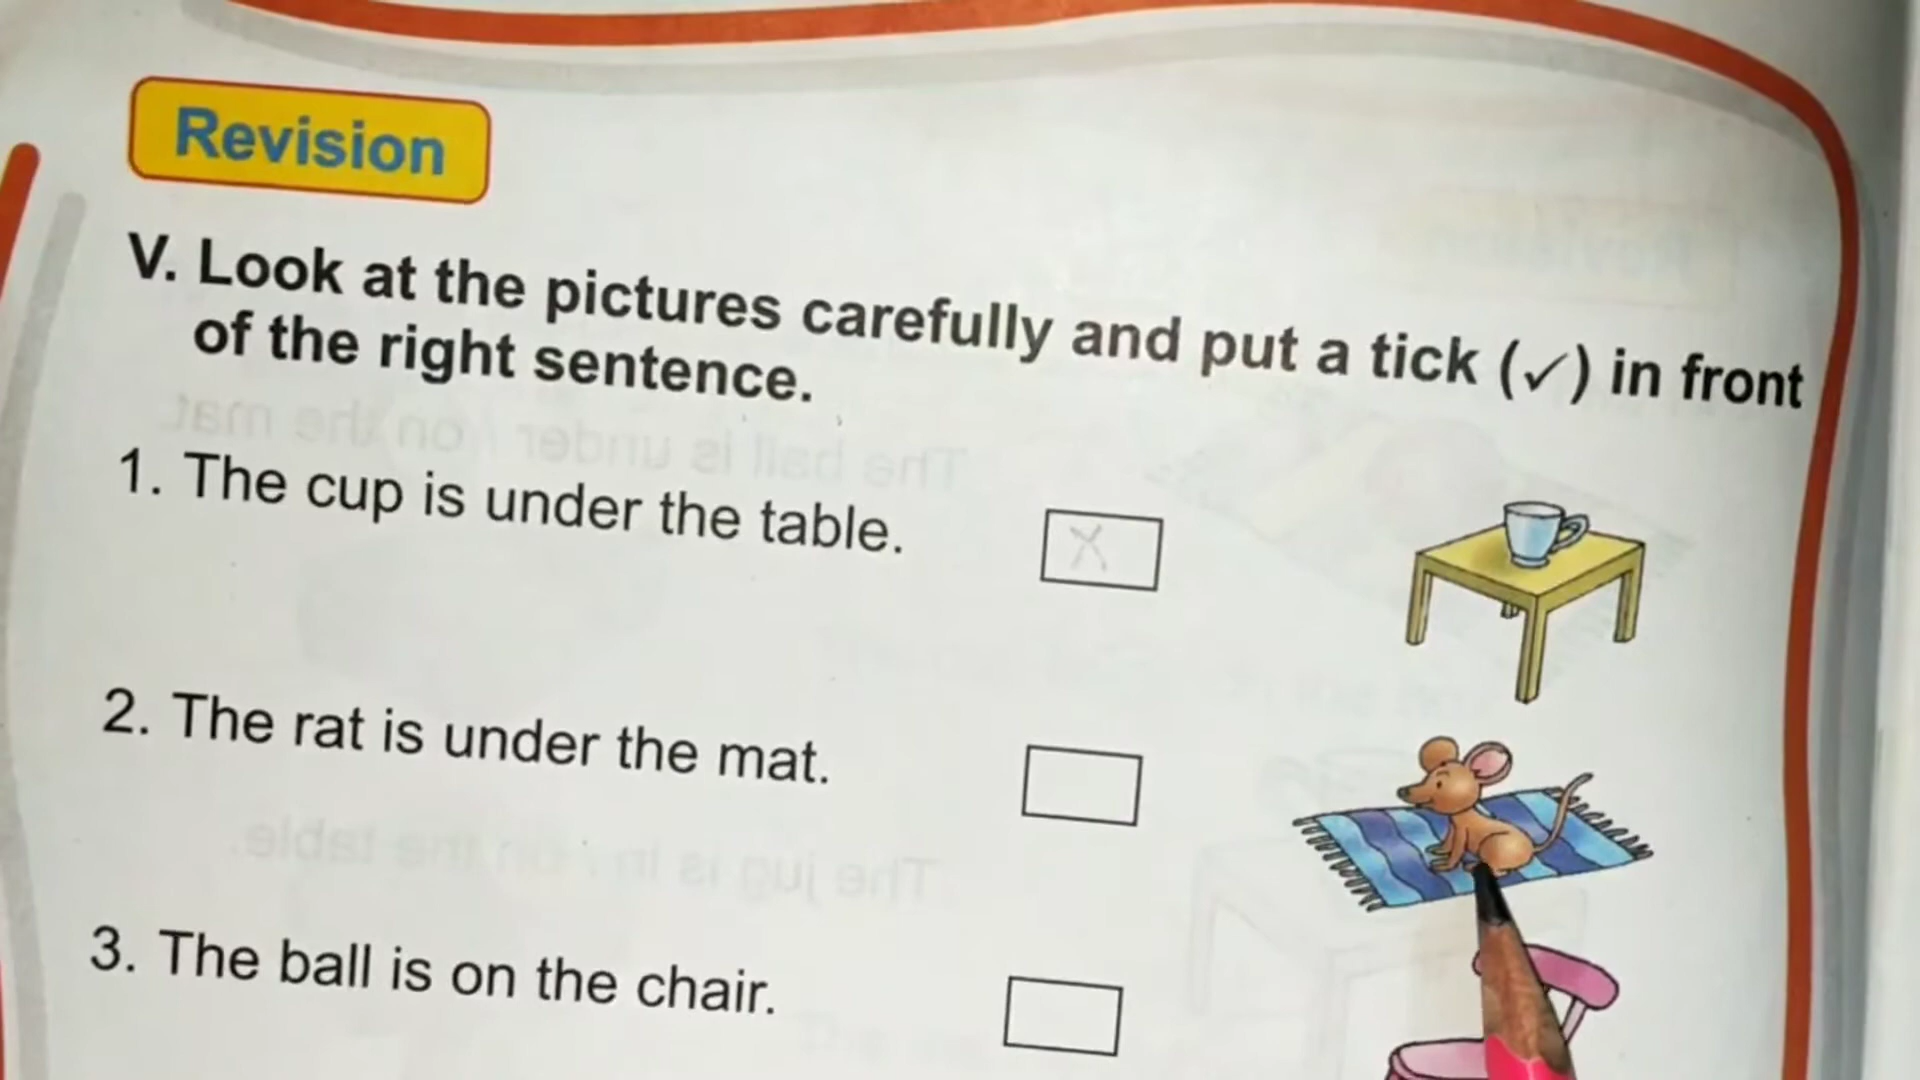 Revision
V. Look at the pictures carefully and put a tick (✓) in front
of the right sentence.
1. The cup is under the table.
X
2. The rat is under the mat.
3. The ball is on the chair.